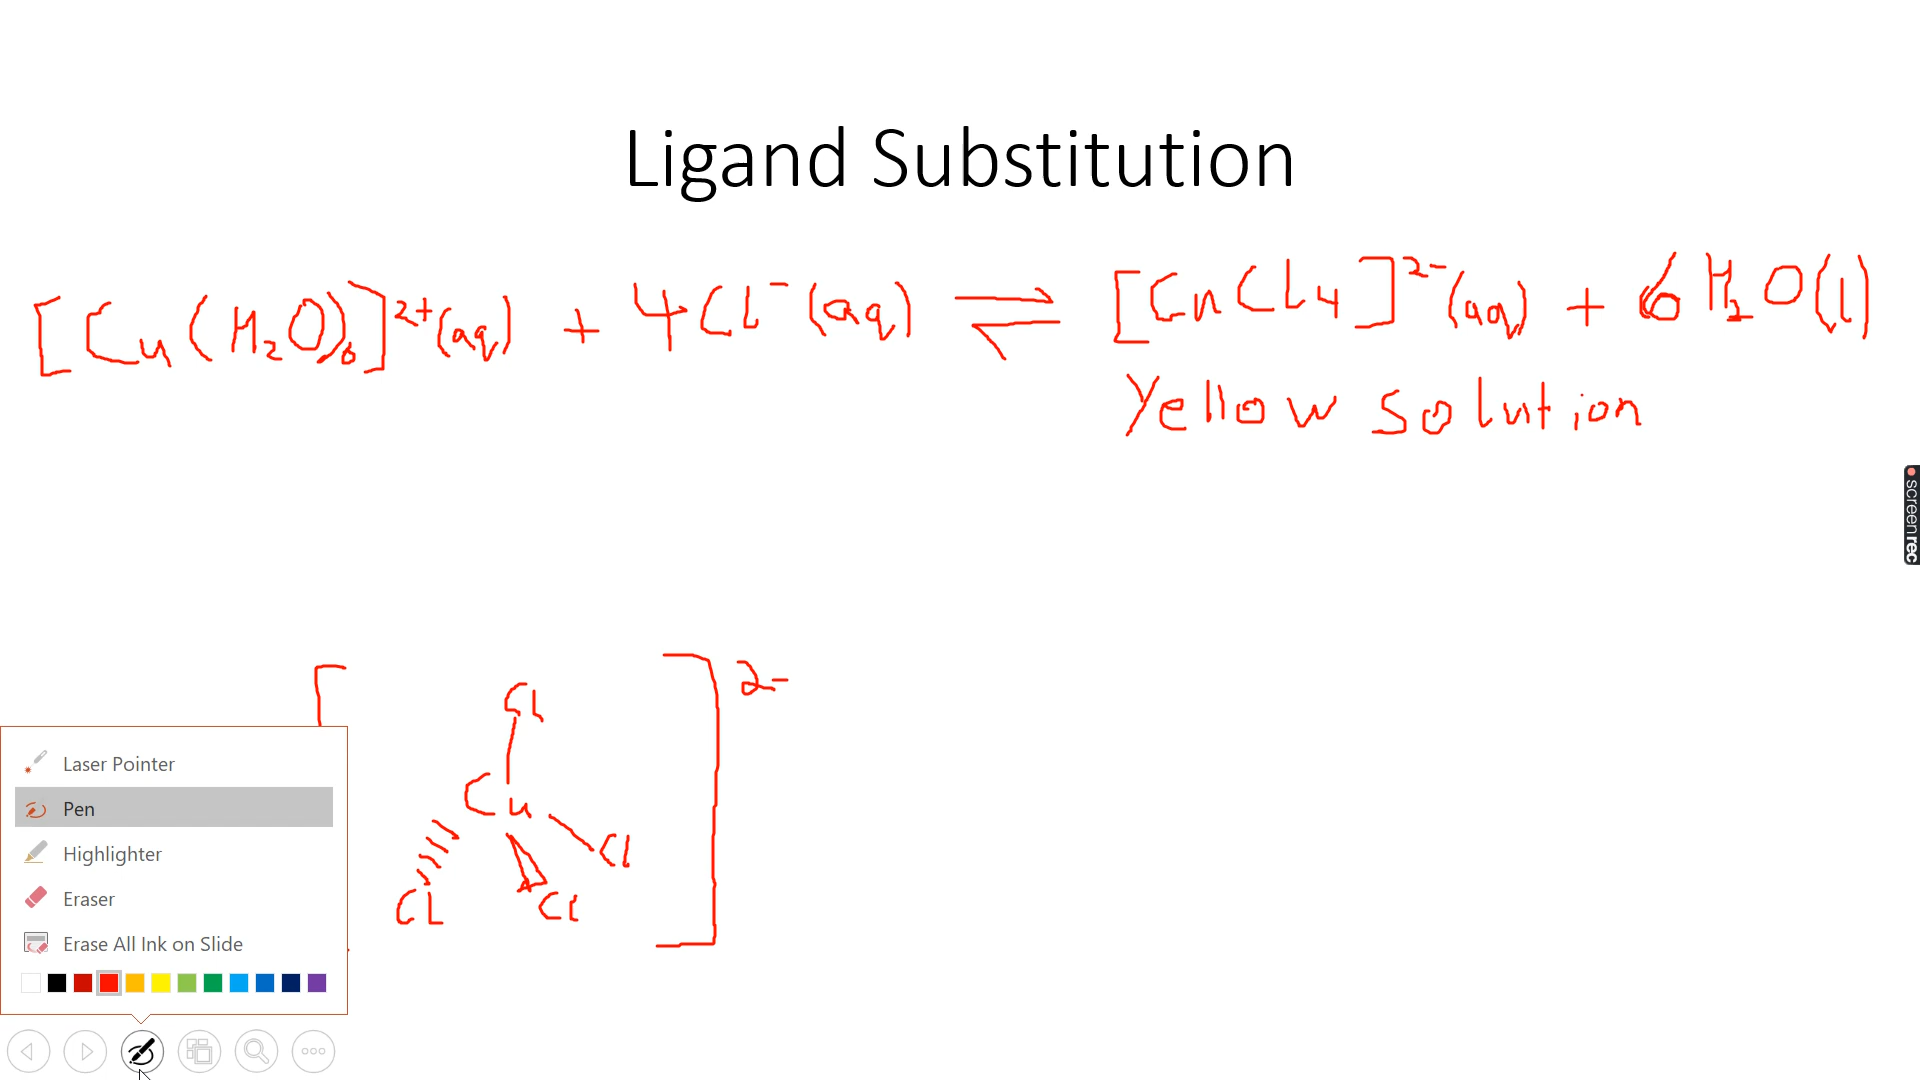 Ligand Substitution
[Cu(H₂O)₆]²⁺(aq) + 4Cl⁻(aq) ⇌ [CuCl₄]²⁻(aq) + 6H₂O(l)
Yellow solution
screenrec
[ ]²⁻
Cl
Cu
Cl
Cl Cl
Laser Pointer
Pen
Highlighter
Eraser
Erase All Ink on Slide